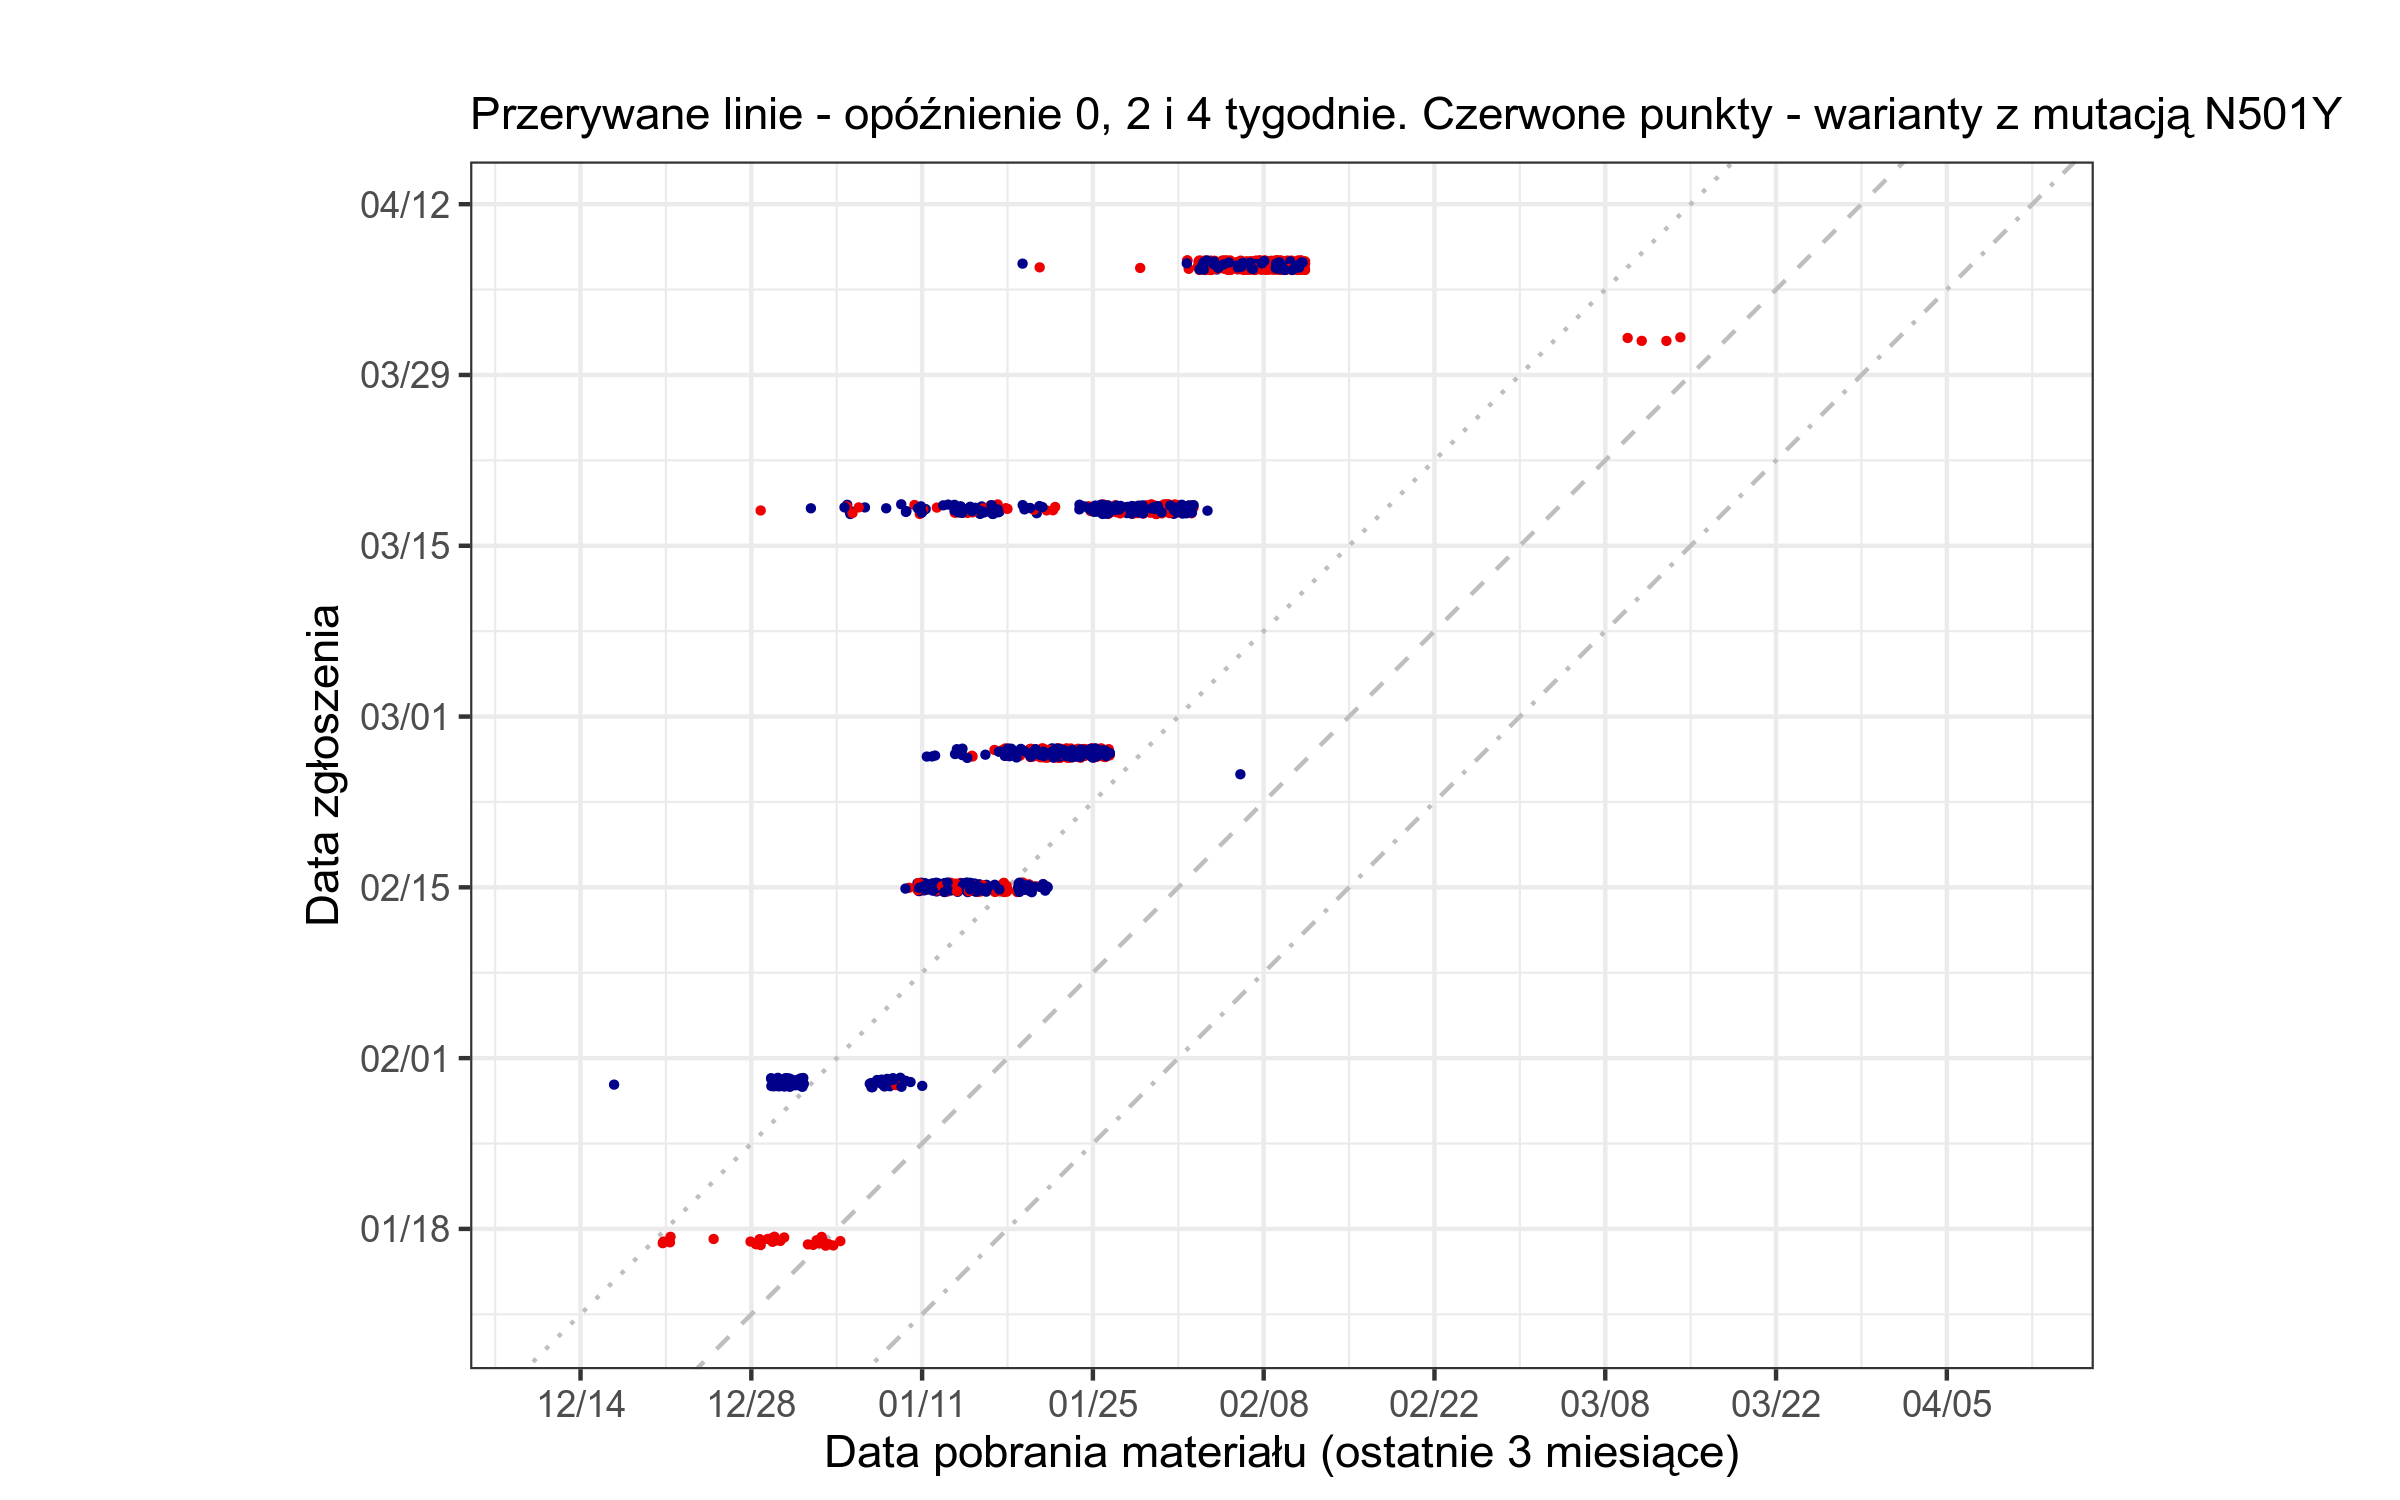 Przerywane linie - opóźnienie 0, 2 i 4 tygodnie. Czerwone punkty - warianty z mutacją N501Y
04/12
03/29
03/15
03/01
02/15
02/01
01/18
Data zgłoszenia
12/14 12/28 01/11 01/25 02/08 02/22 03/08 03/22 04/05
Data pobrania materiału (ostatnie 3 miesiące)